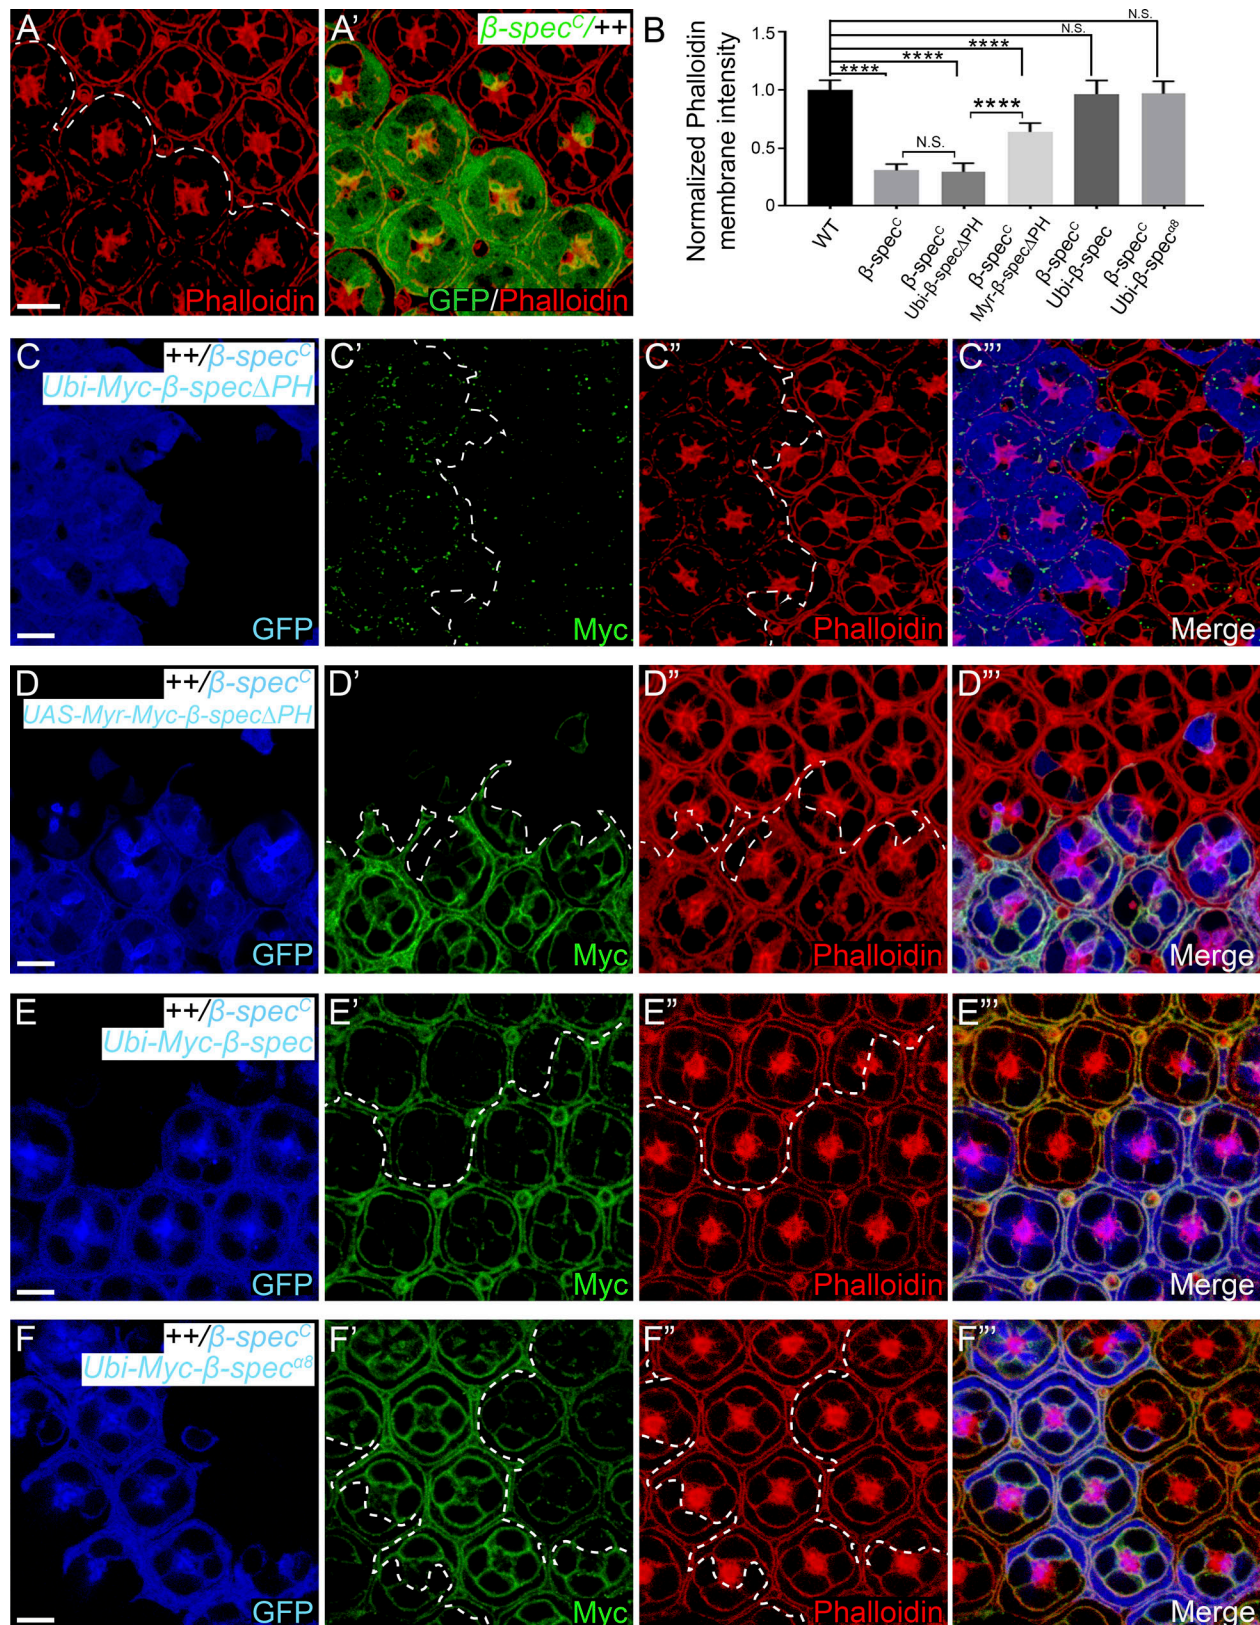 A
Phalloidin
A'
β-spec^C/++
GFP/Phalloidin
B
Normalized Phalloidin
membrane intensity
1.5
1.0
0.5
0
N.S.
N.S.
****
****
****
****
N.S.
WT
β-spec^C
β-spec^C
Ubi-β-specΔPH
β-spec^C
Myr-β-specΔPH
β-spec^C
Ubi-β-spec
β-spec^C
Ubi-β-spec^α8
C
++/β-spec^C
Ubi-Myc-β-specΔPH
GFP
C'
Myc
C"
Phalloidin
C"'
Merge
D
++/β-spec^C
UAS-Myr-Myc-β-specΔPH
GFP
D'
Myc
D"
Phalloidin
D"'
Merge
E
++/β-spec^C
Ubi-Myc-β-spec
GFP
E'
Myc
E"
Phalloidin
E"'
Merge
F
++/β-spec^C
Ubi-Myc-β-spec^α8
GFP
F'
Myc
F"
Phalloidin
F"'
Merge